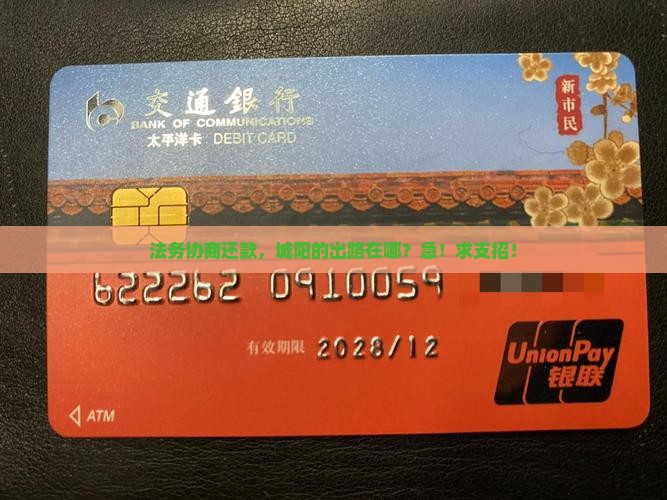 交通銀行
BANK OF COMMUNICATIONS
太平洋卡 DEBIT CARD
新市民
法务协商还款，城阳的出路在哪？急！求支招！
622262 0910059
有效期限 2028/12
UnionPay
银联
ATM